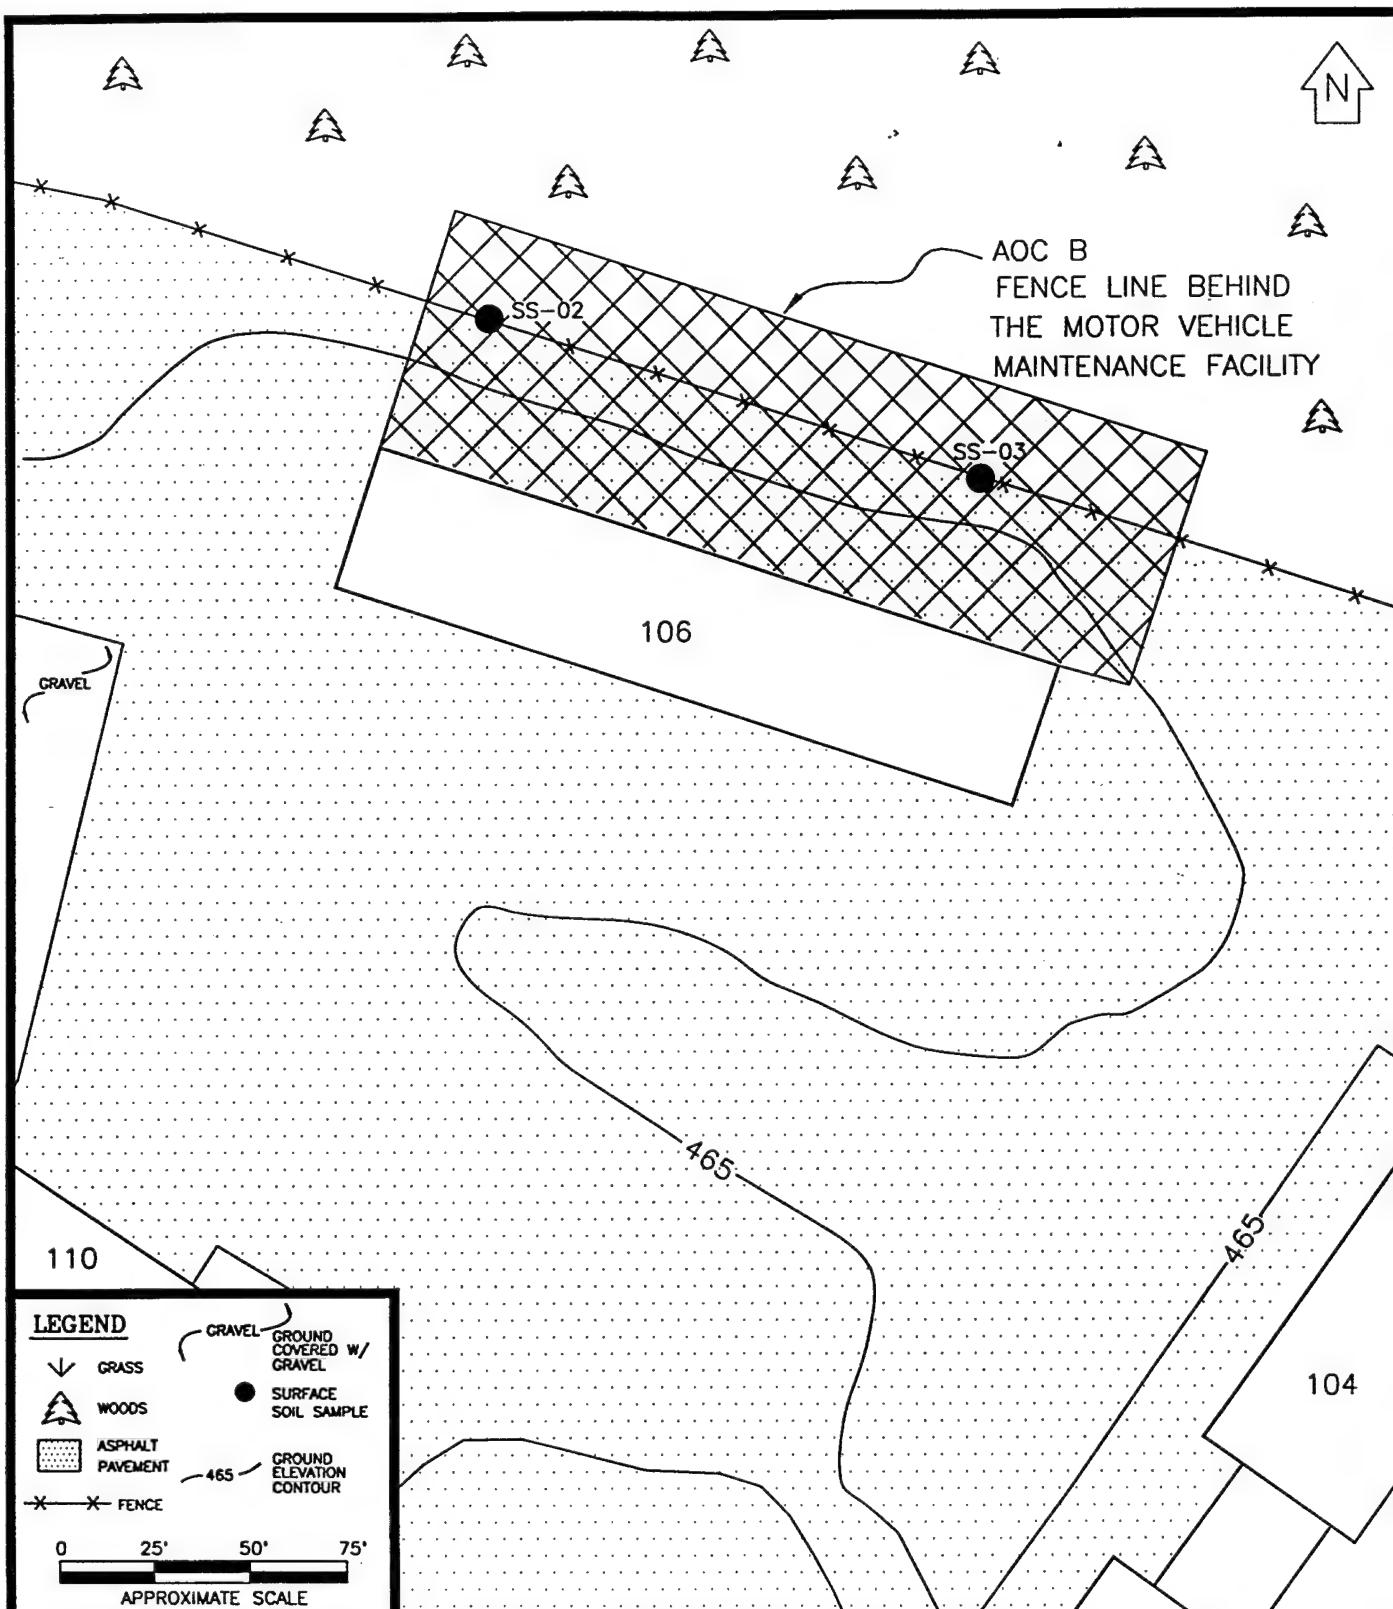 N
AOC B
FENCE LINE BEHIND
THE MOTOR VEHICLE
MAINTENANCE FACILITY
SS-02
SS-03
106
GRAVEL
465
465
110
104
LEGEND
GRASS
WOODS
ASPHALT
PAVEMENT
FENCE
GRAVEL
GROUND
COVERED W/
GRAVEL
SURFACE
SOIL SAMPLE
465
GROUND
ELEVATION
CONTOUR
0 25' 50' 75'
APPROXIMATE SCALE